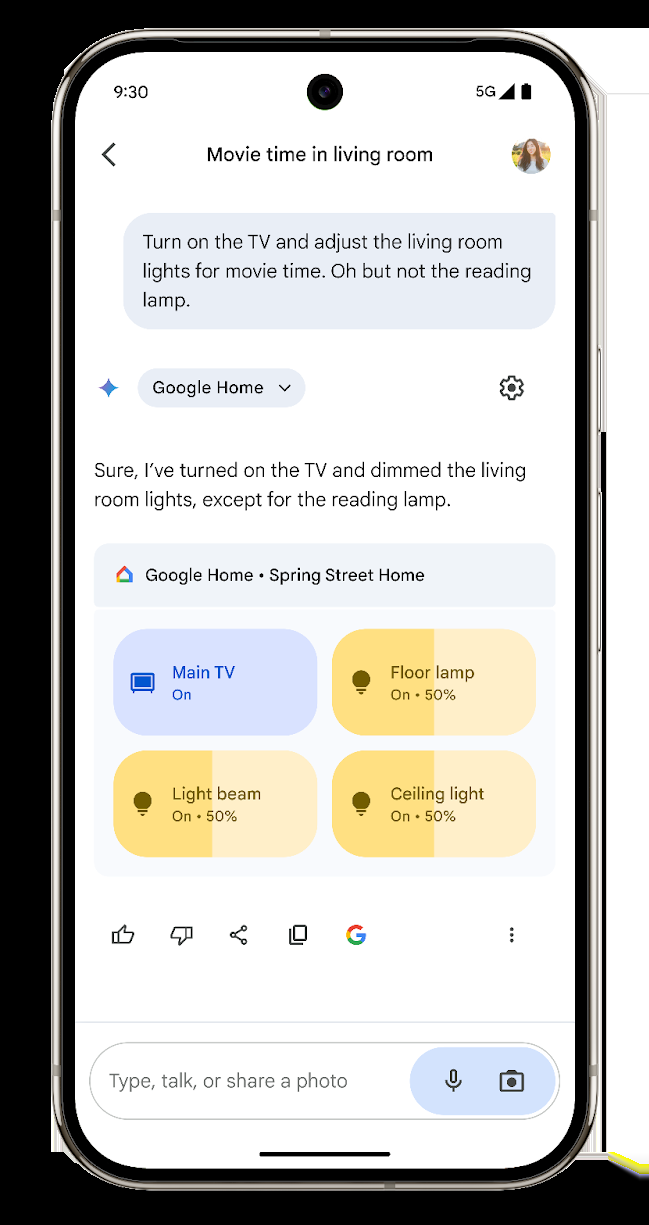 9:30
5G
Movie time in living room
Turn on the TV and adjust the living room
lights for movie time. Oh but not the reading
lamp.
Google Home
Sure, I’ve turned on the TV and dimmed the living
room lights, except for the reading lamp.
Google Home • Spring Street Home
Main TV
On
Floor lamp
On • 50%
Light beam
On • 50%
Ceiling light
On • 50%
Type, talk, or share a photo